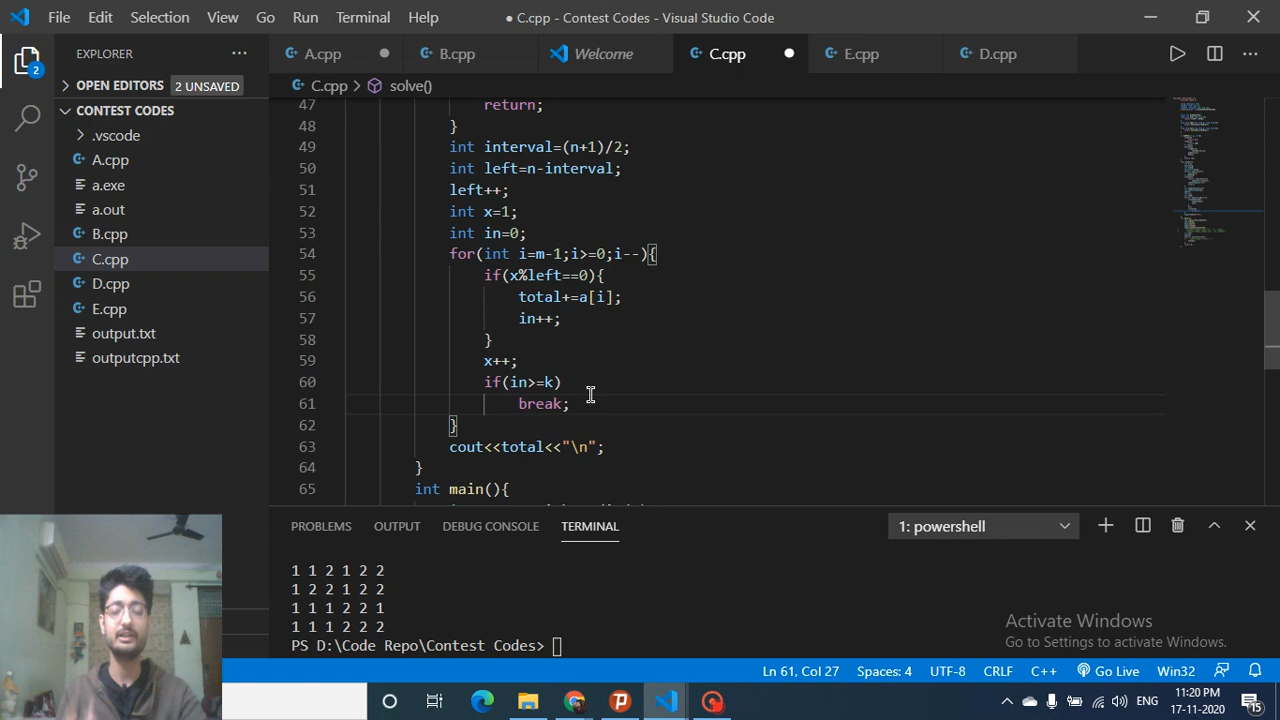 File Edit Selection View Go Run Terminal Help
● C.cpp - Contest Codes - Visual Studio Code
EXPLORER
A.cpp B.cpp Welcome C.cpp E.cpp D.cpp
OPEN EDITORS 2 UNSAVED
C.cpp > solve()
CONTEST CODES
.vscode
A.cpp
a.exe
a.out
B.cpp
C.cpp
D.cpp
E.cpp
output.txt
outputcpp.txt
2
47 return;
48 }
49 int interval=(n+1)/2;
50 int left=n-interval;
51 left++;
52 int x=1;
53 int in=0;
54 for(int i=m-1;i>=0;i--){
55 if(x%left==0){
56 total+=a[i];
57 in++;
58 }
59 x++;
60 if(in>=k)
61 break;
62 }
63 cout<<total<<"\n";
64 }
65 int main(){
PROBLEMS OUTPUT DEBUG CONSOLE TERMINAL 1: powershell
1 1 2 1 2 2
1 2 2 1 2 2
1 1 1 2 2 1
1 1 1 2 2 2
PS D:\Code Repo\Contest Codes>
Activate Windows
Go to Settings to activate Windows.
Ln 61, Col 27 Spaces: 4 UTF-8 CRLF C++ Go Live Win32
ENG
11:20 PM
17-11-2020
15